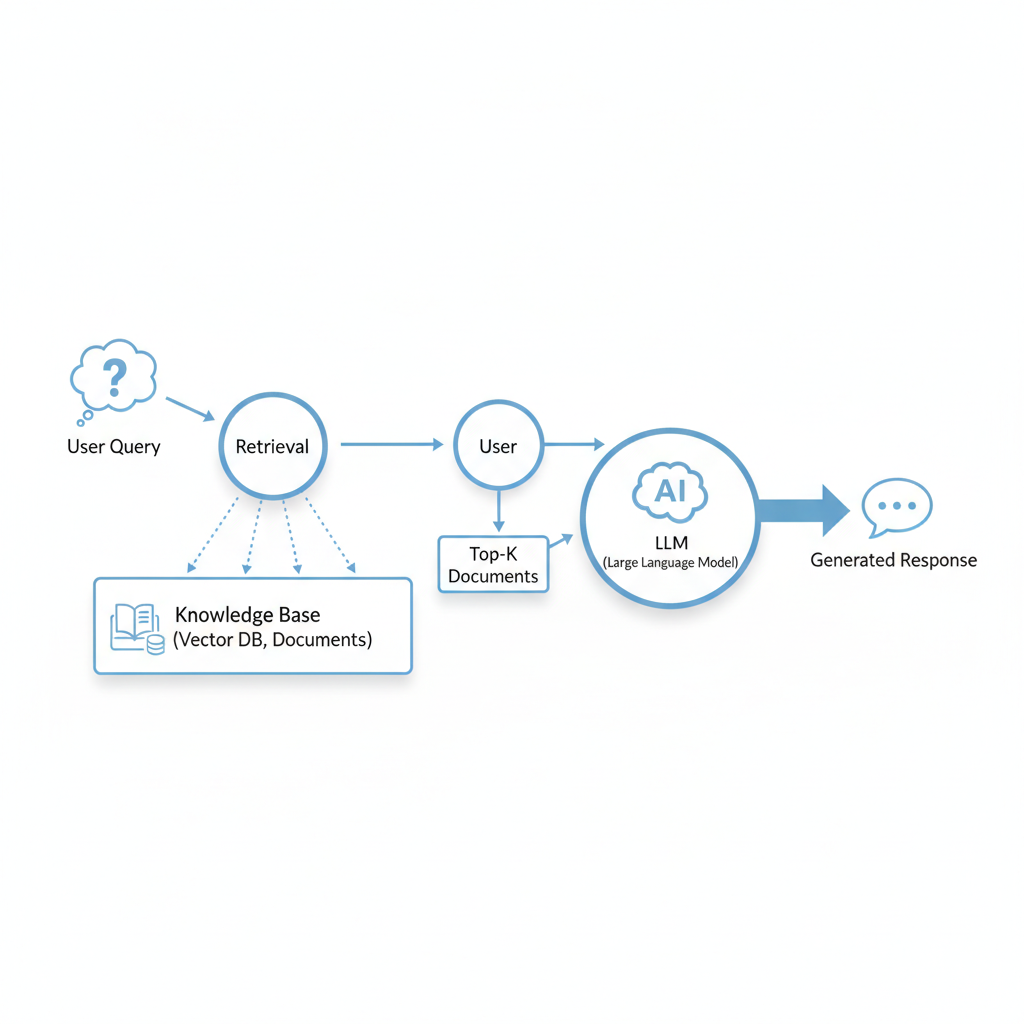 ?
User Query
Retrieval
User
AI
LLM
(Large Language Model)
Generated Response
Top-K
Documents
Knowledge Base
(Vector DB, Documents)